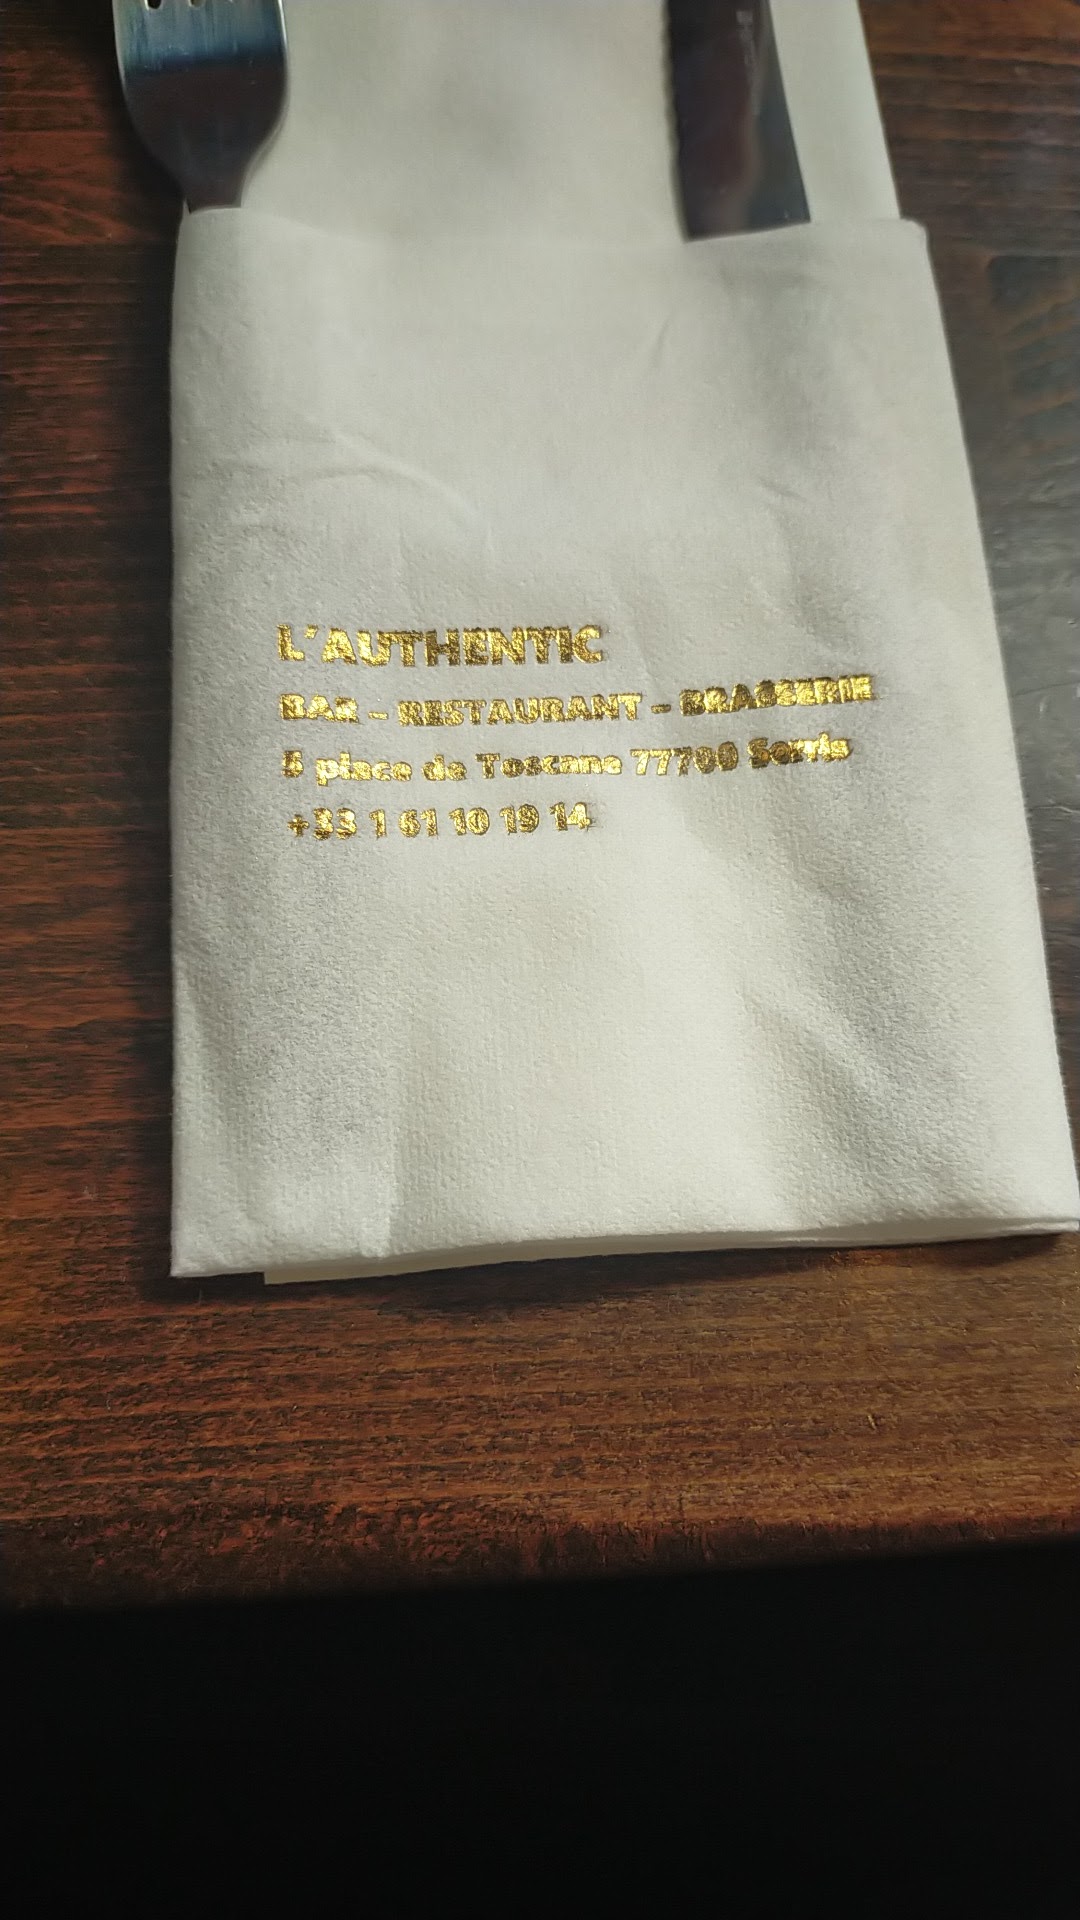 L'AUTHENTIC
BAR - RESTAURANT - BRASSERIE
5 place de Toscane 77700 Serris
+33 1 61 10 19 14